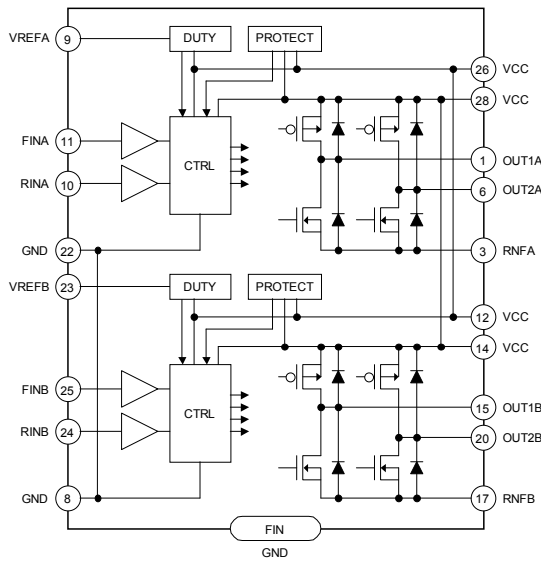 VREFA 9 DUTY PROTECT
26 VCC
28 VCC
FINA 11
CTRL
1 OUT1A
RINA 10
6 OUT2A
GND 22
3 RNFA
VREFB 23 DUTY PROTECT
12 VCC
14 VCC
FINB 25
CTRL
15 OUT1B
RINB 24
20 OUT2B
GND 8
17 RNFB
FIN
GND